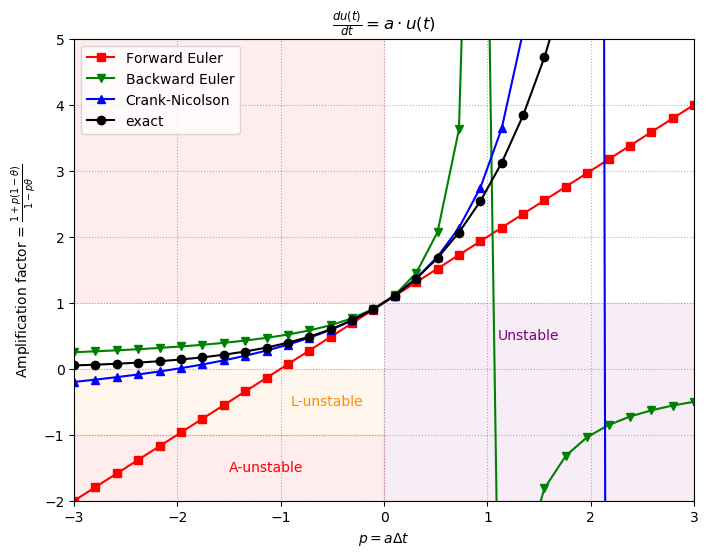 du(t)/dt = a · u(t)
Forward Euler
Backward Euler
Crank-Nicolson
exact
Amplification factor = 1+p(1−θ)/1−pθ
5
4
3
2
1
0
−1
−2
Unstable
L-unstable
A-unstable
−3 −2 −1 0 1 2 3
p = aΔt